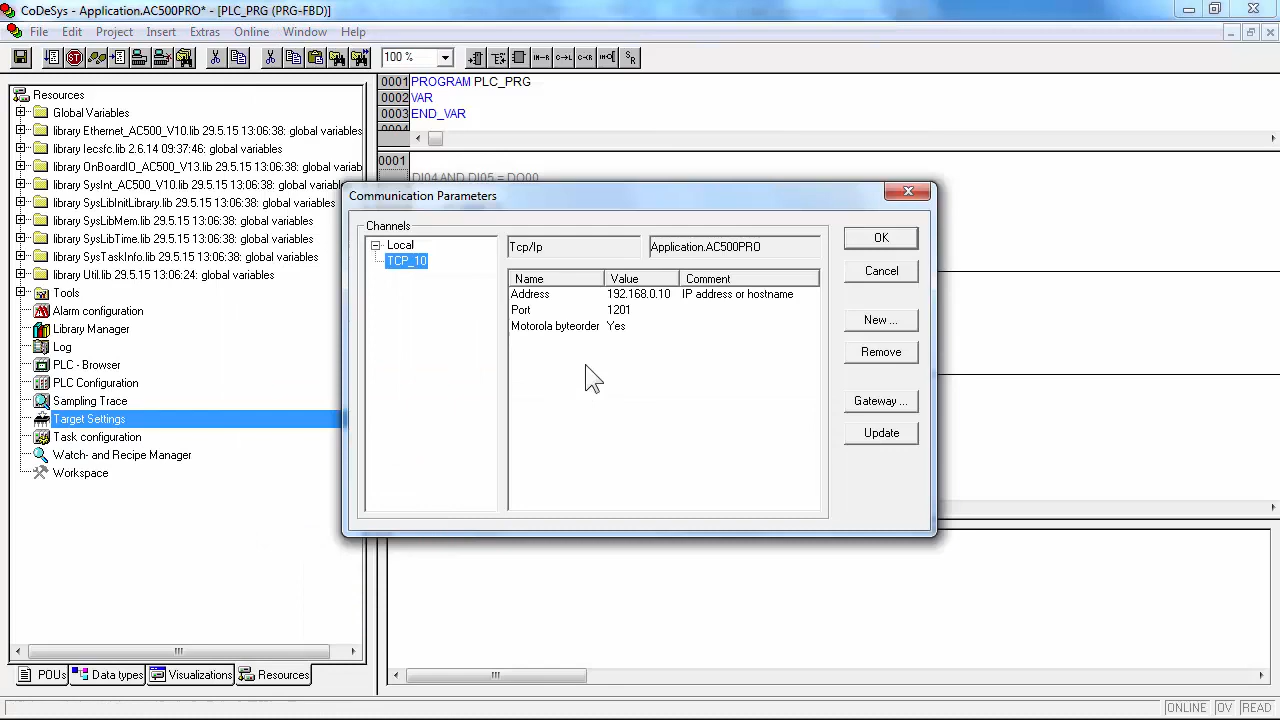 CoDeSys - Application.AC500PRO* - [PLC_PRG (PRG-FBD)]
File Edit Project Insert Extras Online Window Help
100 %
Resources
Global Variables
library Ethernet_AC500_V10.lib 29.5.15 13:06:38: global variables
library Iecsfc.lib 2.6.14 09:37:46: global variables
library OnBoardIO_AC500_V13.lib 29.5.15 13:06:38: global variables
library SysInt_AC500_V10.lib 29.5.15 13:06:38: global variables
library SysLibInitLibrary.lib 29.5.15 13:06:38: global variables
library SysLibMem.lib 29.5.15 13:06:38: global variables
library SysLibTime.lib 29.5.15 13:06:38: global variables
library SysTaskInfo.lib 29.5.15 13:06:38: global variables
library Util.lib 29.5.15 13:06:24: global variables
Tools
Alarm configuration
Library Manager
Log
PLC - Browser
PLC Configuration
Sampling Trace
Target Settings
Task configuration
Watch- and Recipe Manager
Workspace
POUs Data types Visualizations Resources
0001 PROGRAM PLC_PRG
0002 VAR
0003 END_VAR
0004
0001
DI04 AND DI05 = DO00
Communication Parameters
Channels
Local
TCP_10
Tcp/Ip Application.AC500PRO
Name Value Comment
Address 192.168.0.10 IP address or hostname
Port 1201
Motorola byteorder Yes
OK
Cancel
New ...
Remove
Gateway ...
Update
ONLINE OV READ